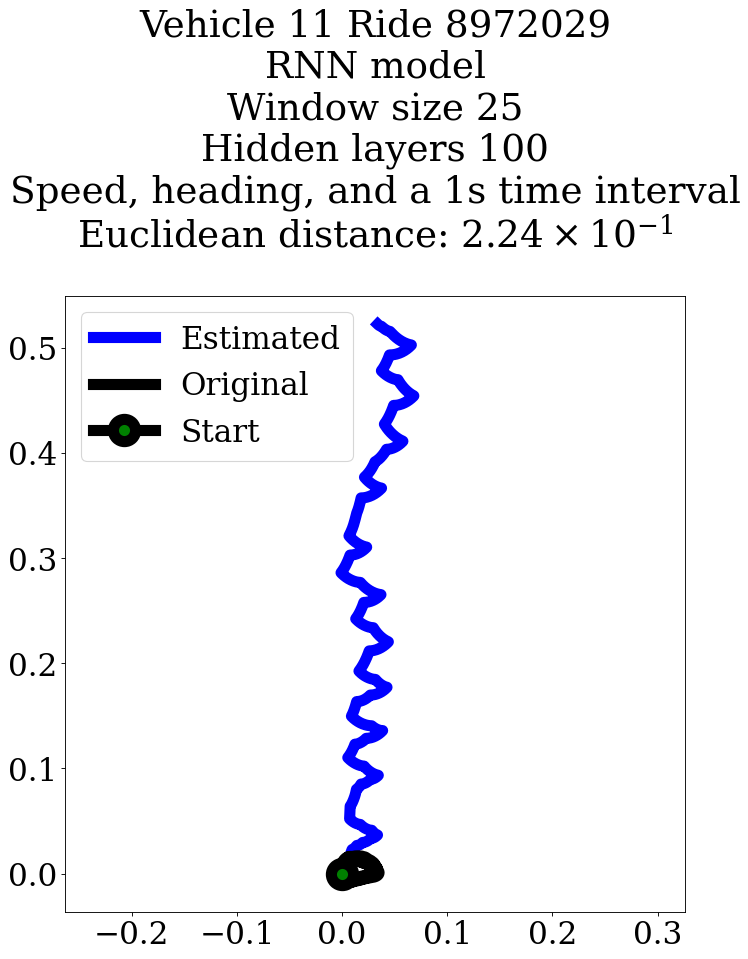 Vehicle 11 Ride 8972029
RNN model
Window size 25
Hidden layers 100
Speed, heading, and a 1s time interval
Euclidean distance: $2.24 \times 10^{-1}$
Estimated
Original
Start
0.5
0.4
0.3
0.2
0.1
0.0
−0.2 −0.1 0.0 0.1 0.2 0.3